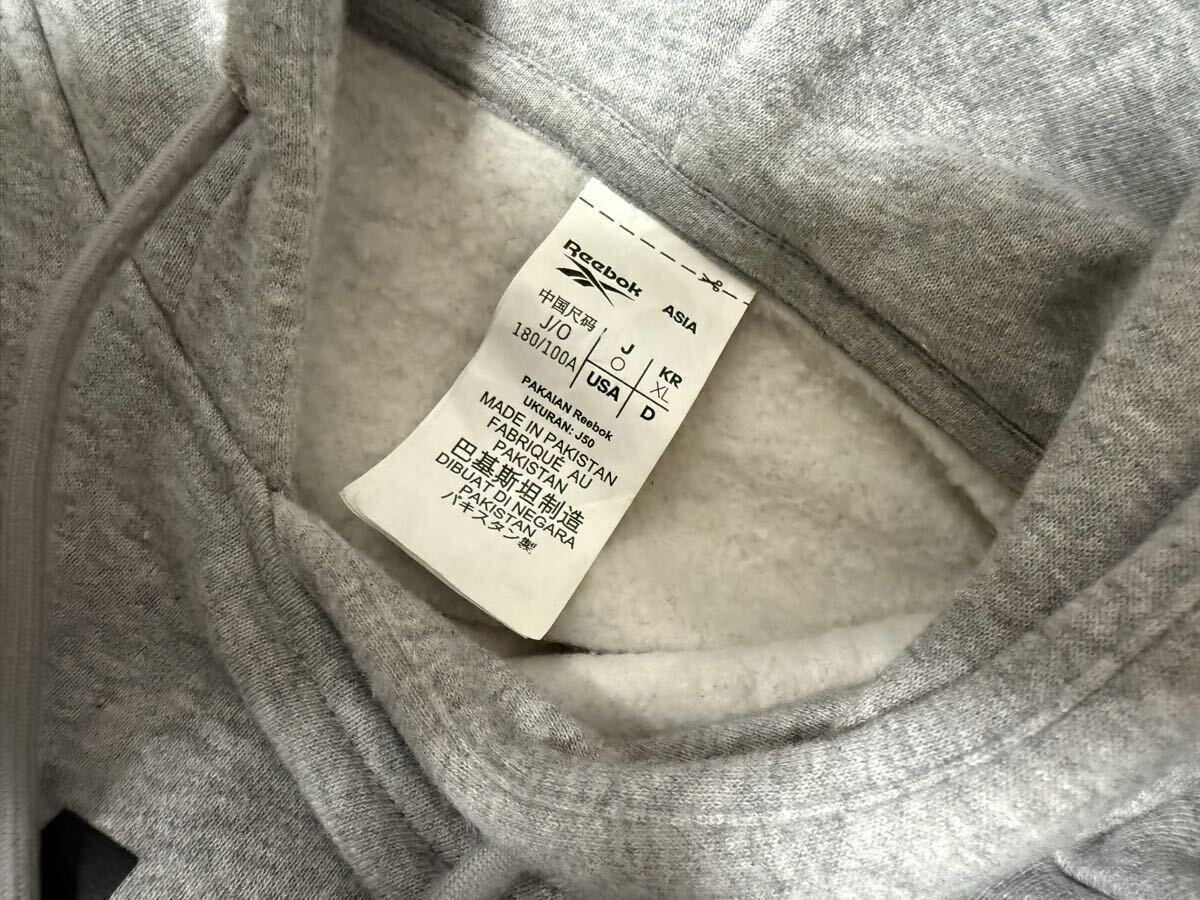 Reebok
ASIA
中国尺码
J/O
180/100A
J
O
KR
XL
USA
D
PAKAIAN Reebok
UKURAN: J50
MADE IN PAKISTAN
FABRIQUE AU
PAKISTAN
巴基斯坦制造
DIBUAT DI NEGARA
PAKISTAN
パキスタン製